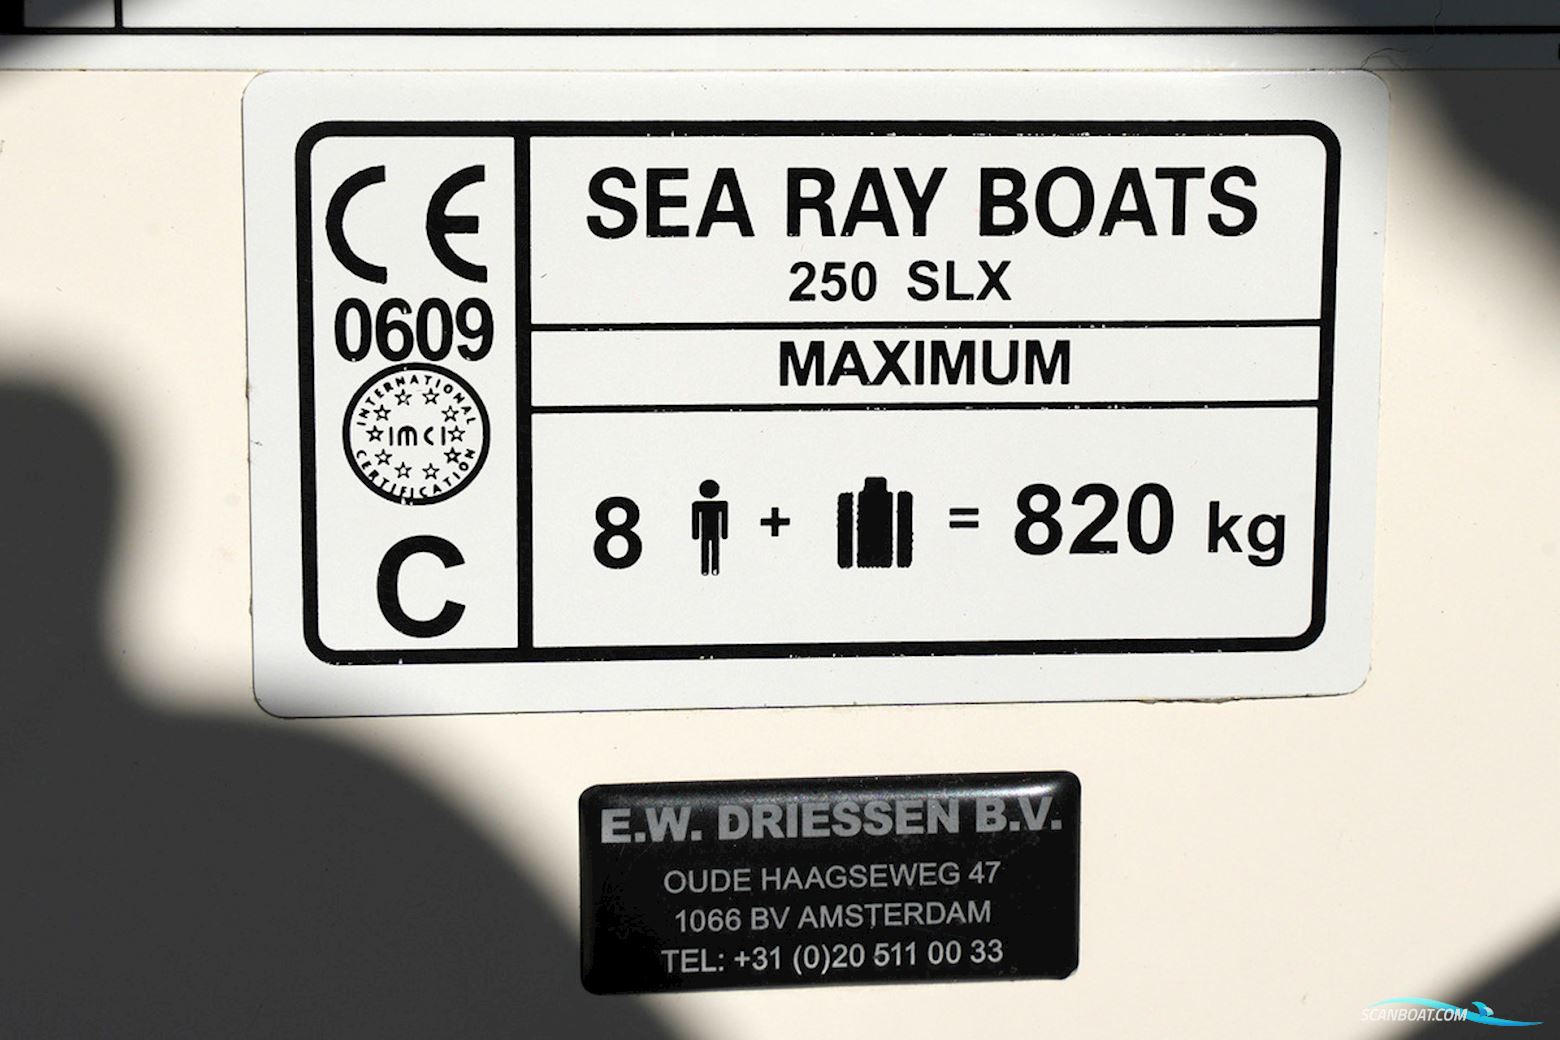 CE
0609
INTERNATIONAL
IMCI
CERTIFICATION
C
SEA RAY BOATS
250 SLX
MAXIMUM
8 + = 820 kg
E.W. DRIESSEN B.V.
OUDE HAAGSEWEG 47
1066 BV AMSTERDAM
TEL: +31 (0)20 511 00 33
SCANBOAT.COM